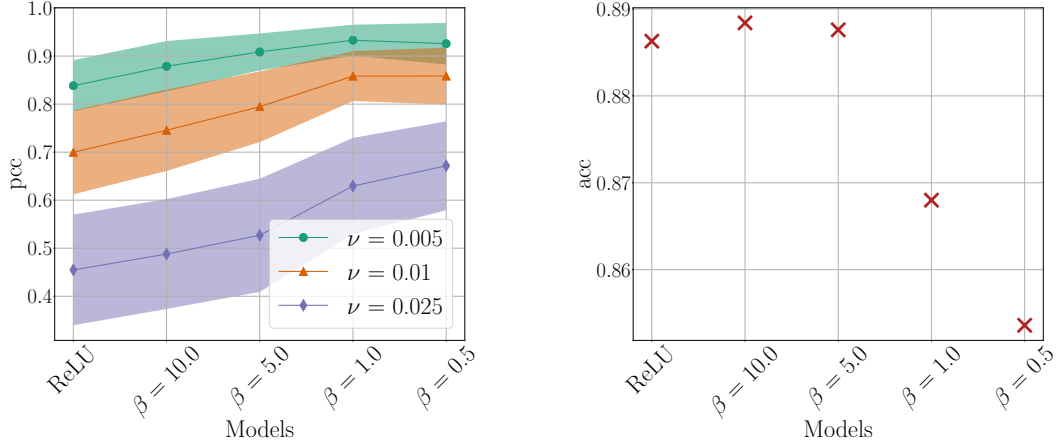 1.0
0.9
0.8
0.7
0.6
0.5
0.4
pcc
ν = 0.005
ν = 0.01
ν = 0.025
ReLU
β = 10.0
β = 5.0
β = 1.0
β = 0.5
Models
0.89
0.88
0.87
0.86
acc
ReLU
β = 10.0
β = 5.0
β = 1.0
β = 0.5
Models